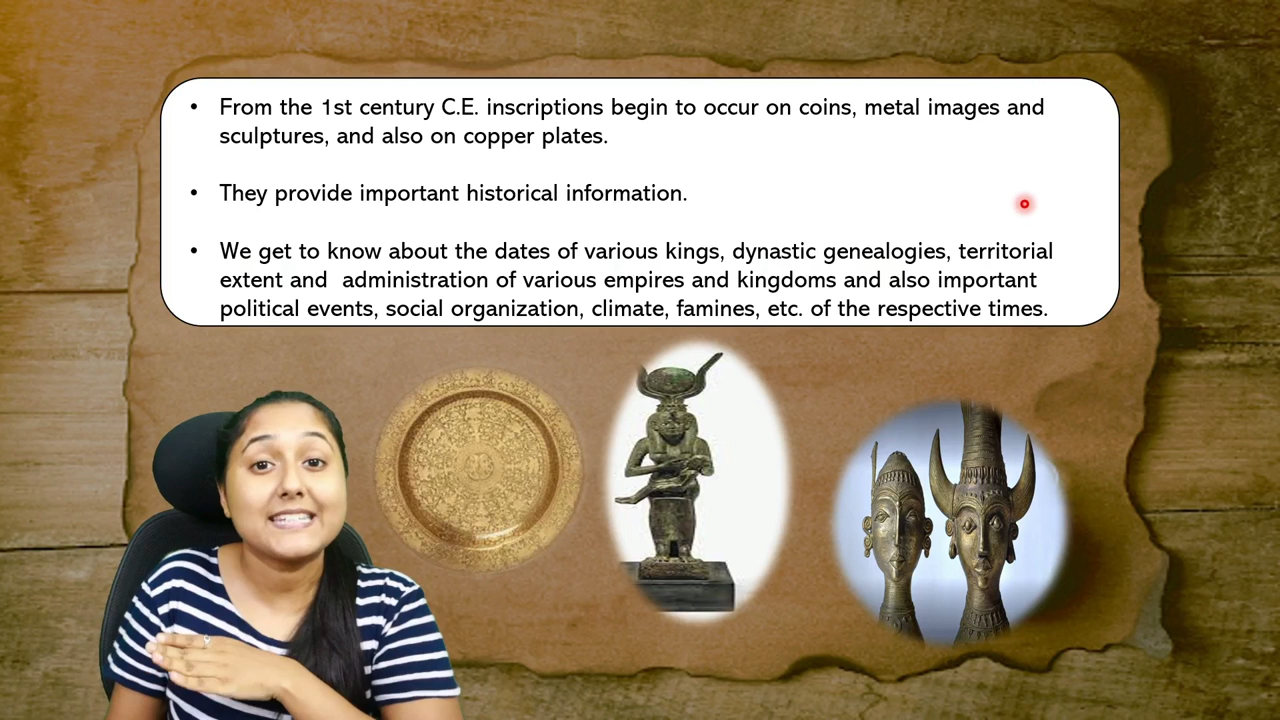 • From the 1st century C.E. inscriptions begin to occur on coins, metal images and
sculptures, and also on copper plates.
• They provide important historical information.
• We get to know about the dates of various kings, dynastic genealogies, territorial
extent and  administration of various empires and kingdoms and also important
political events, social organization, climate, famines, etc. of the respective times.